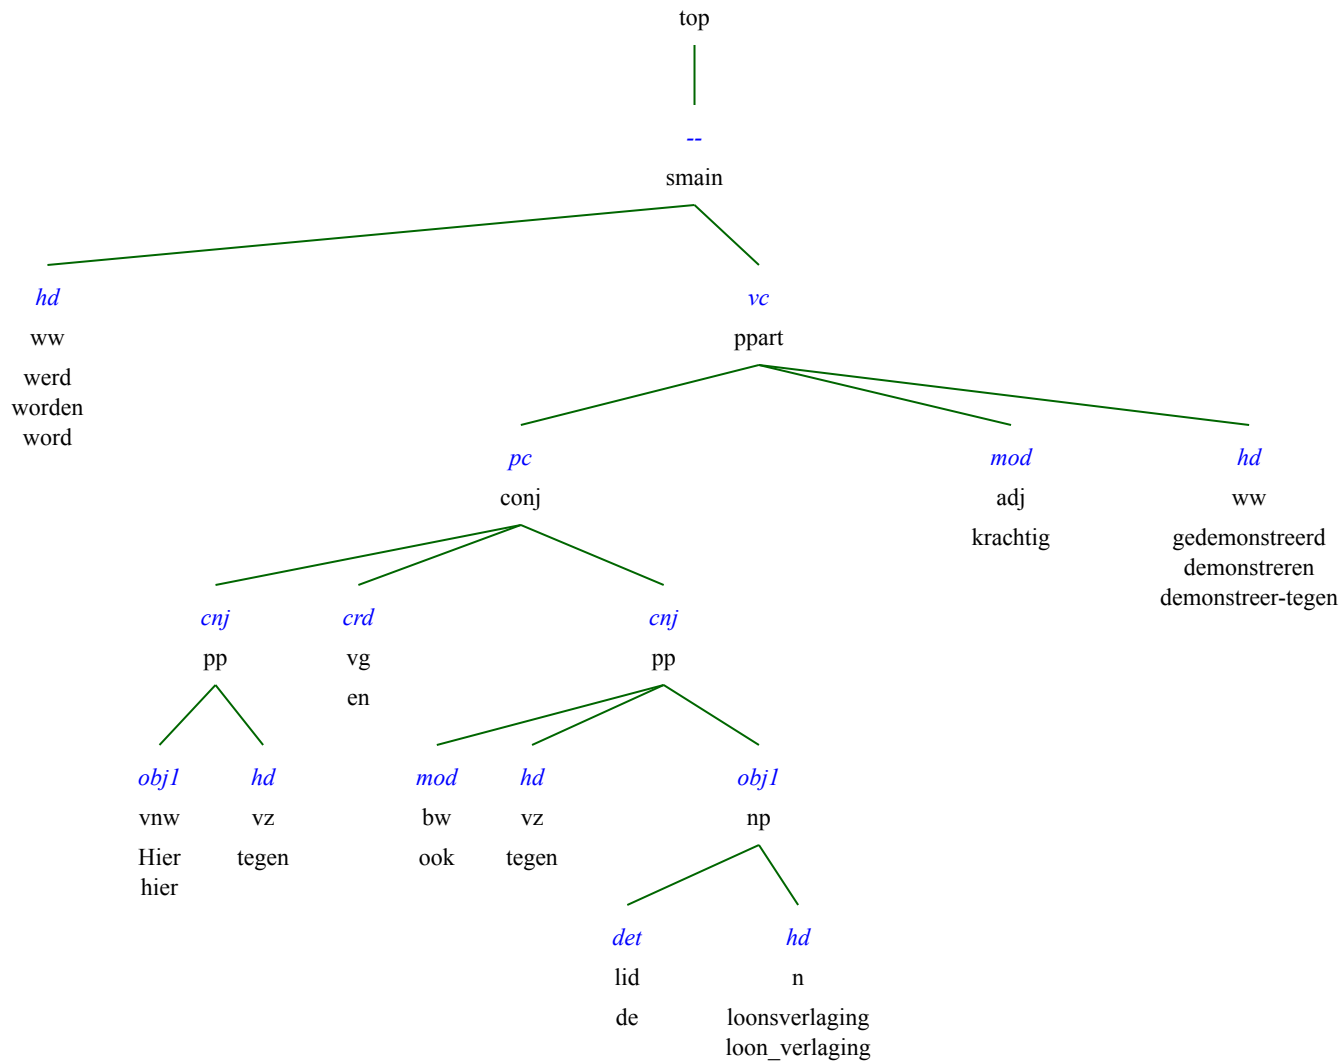 top
--
smain
hd vc
ww ppart
werd
worden
word
pc mod hd
conj adj ww
krachtig gedemonstreerd
demonstreren
demonstreer-tegen
cnj crd cnj
pp vg pp
en
obj1 hd mod hd obj1
vnw vz bw vz np
Hier tegen ook tegen
hier
det hd
lid n
de loonsverlaging
loon_verlaging